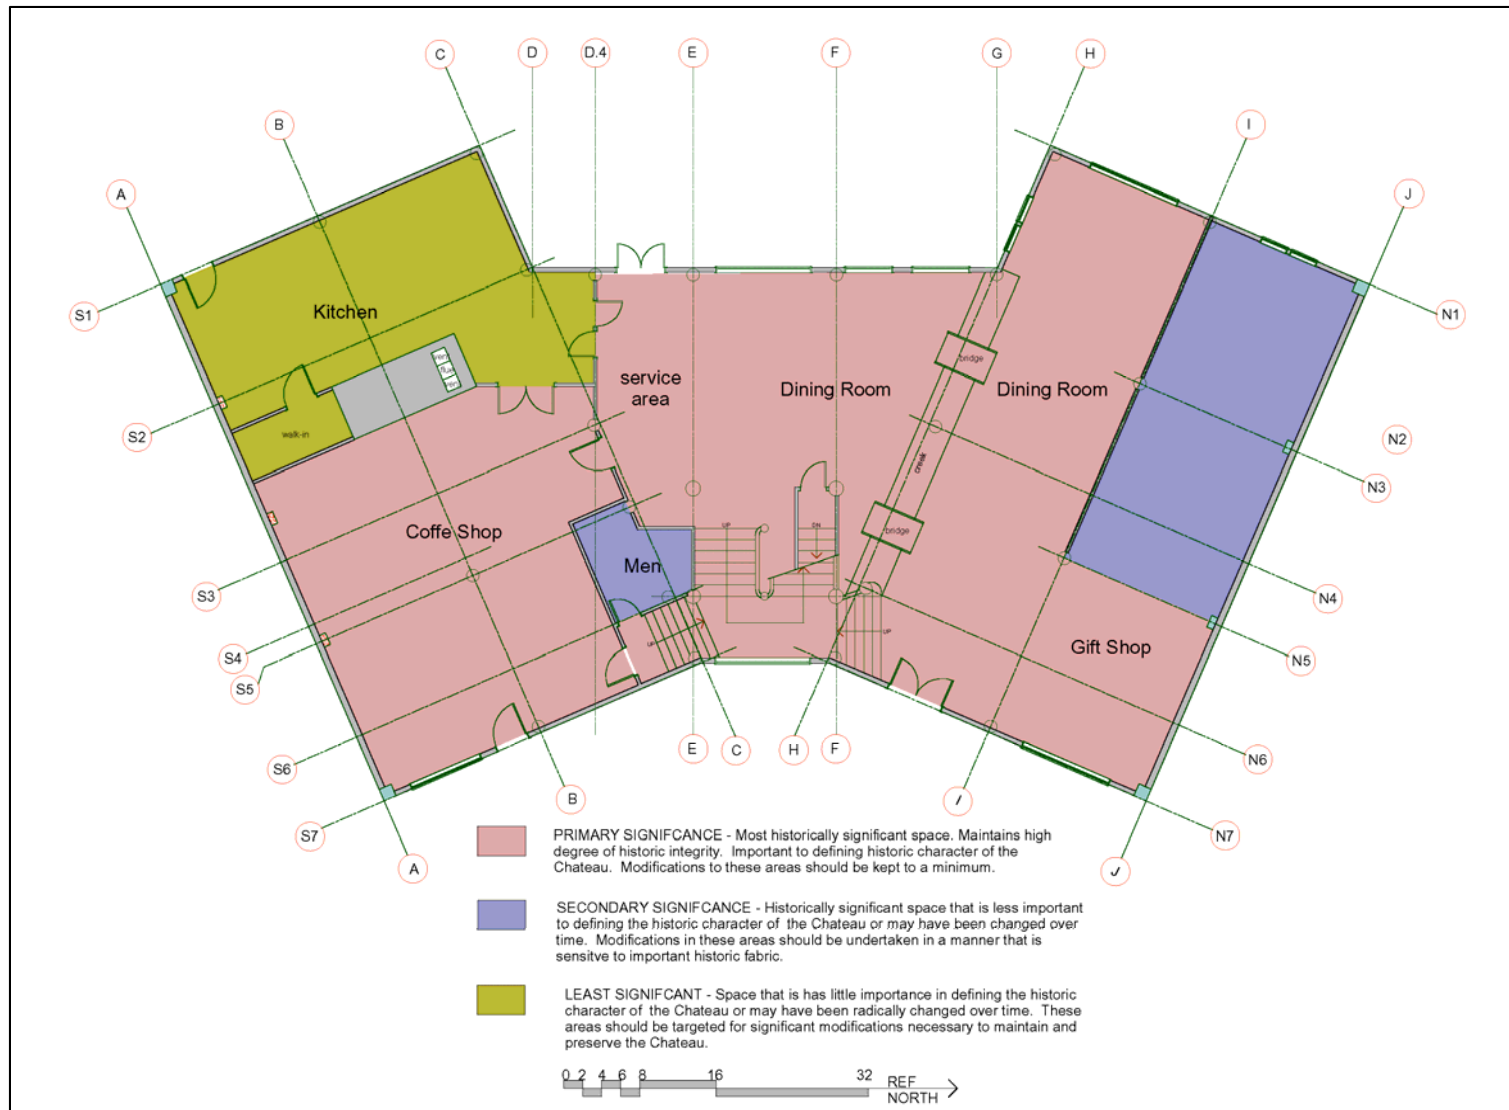 C
D
D.4
E
F
G
H
B
I
A
J
Kitchen
S1
N1
bridge
service
area
Dining Room
Dining Room
S2
walk-in
N2
creek
N3
UP
DN
bridge
Coffe Shop
Men
S3
N4
UP
UP
Gift Shop
S4
N5
S5
E
C
H
F
S6
N6
B
I
S7
N7
A
J
PRIMARY SIGNIFCANCE - Most historically significant space. Maintains high
degree of historic integrity. Important to defining historic character of the
Chateau. Modifications to these areas should be kept to a minimum.
SECONDARY SIGNIFCANCE - Historically significant space that is less important
to defining the historic character of the Chateau or may have been changed over
time. Modifications in these areas should be undertaken in a manner that is
sensitve to important historic fabric.
LEAST SIGNIFCANT - Space that is has little importance in defining the historic
character of the Chateau or may have been radically changed over time. These
areas should be targeted for significant modifications necessary to maintain and
preserve the Chateau.
0 2 4 6 8 16 32
REF
NORTH